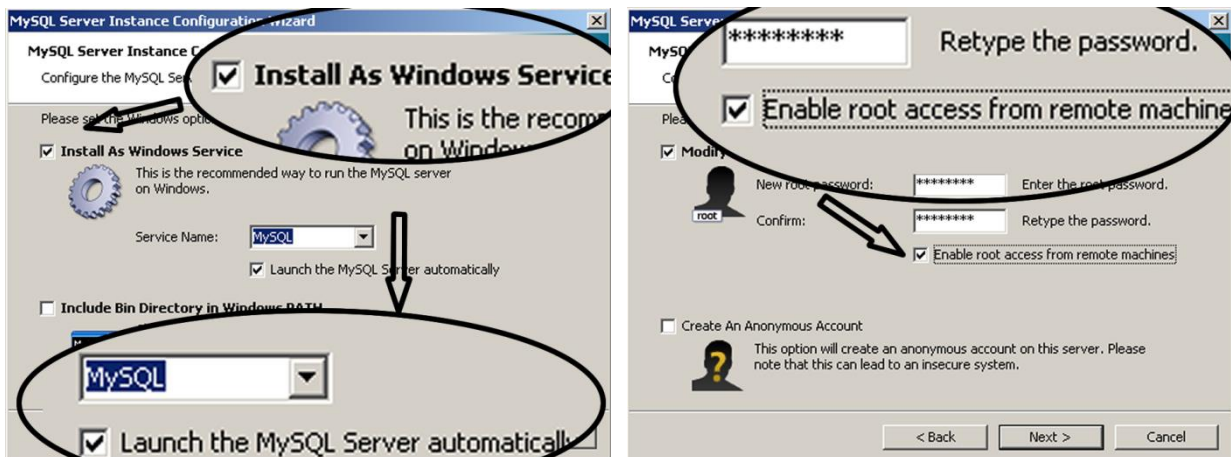 MySQL Server Instance Configuration Wizard
MySQL Server Instance C
Configure the MySQL Ser
Install As Windows Service
This is the recom
on Window
Please set the Windows optio
Install As Windows Service
This is the recommended way to run the MySQL server
on Windows.
Service Name: MySQL
Launch the MySQL Server automatically
Include Bin Directory in Windows PATH
MySQL
Launch the MySQL Server automatically
MySQL Serve
MySQ
Co
******** Retype the password.
Enable root access from remote machine
Plea
Modify
New root password: ******** Enter the root password.
root
Confirm: ******** Retype the password.
Enable root access from remote machines
Create An Anonymous Account
This option will create an anonymous account on this server. Please
note that this can lead to an insecure system.
< Back Next > Cancel